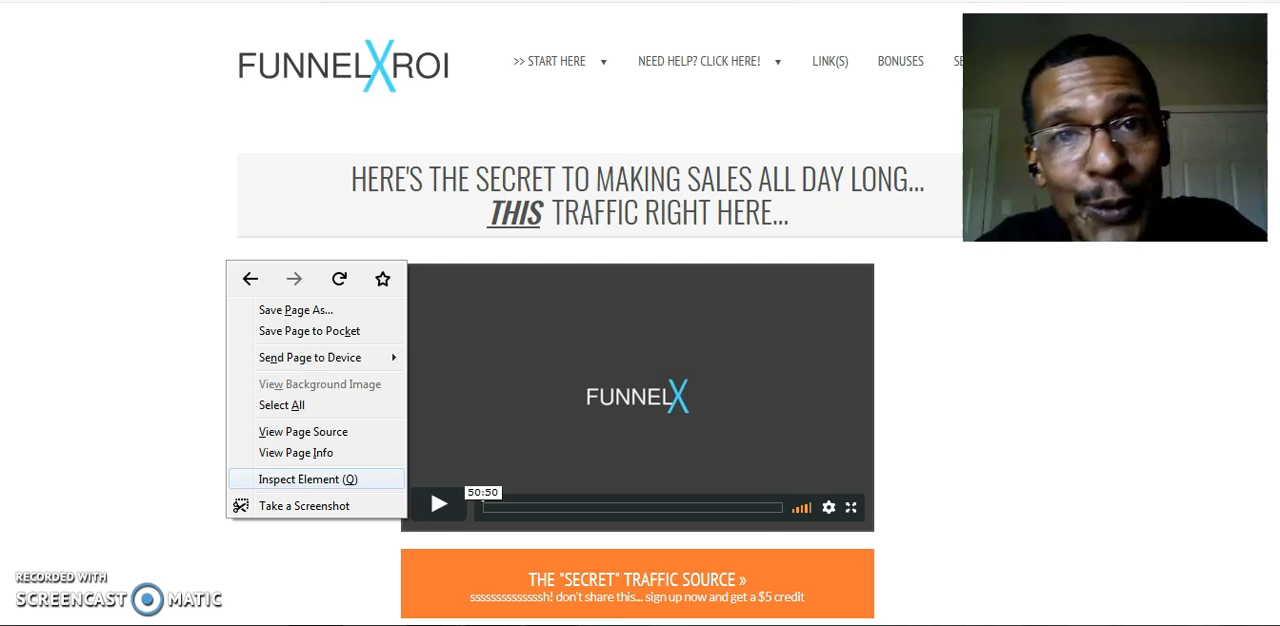 FUNNELXROI
>> START HERE ▼
NEED HELP? CLICK HERE! ▼
LINK(S)
BONUSES
HERE'S THE SECRET TO MAKING SALES ALL DAY LONG...
THIS TRAFFIC RIGHT HERE...
Save Page As...
Save Page to Pocket
Send Page to Device
View Background Image
Select All
View Page Source
View Page Info
Inspect Element (Q)
Take a Screenshot
FUNNELX
50:50
THE "SECRET" TRAFFIC SOURCE »
sssssssssssssh! don't share this... sign up now and get a $5 credit
RECORDED WITH
SCREENCAST MATIC